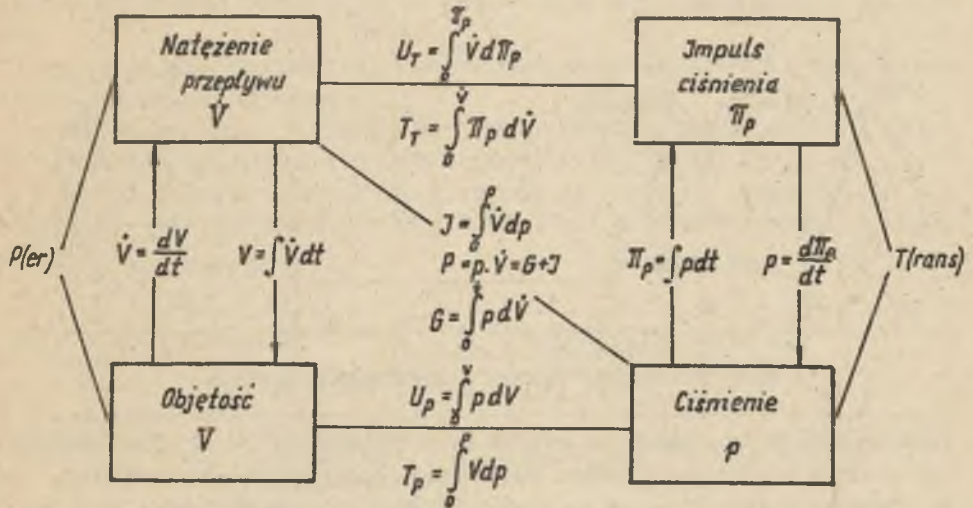 Natężenie
przepływu
V̇
U_T = ∫₀^{π_p} V̇ dπ_p
T_T = ∫₀^{V̇} π_p dV̇
Impuls
ciśnienia
π_p
P(er)
V̇ = dV/dt
V = ∫ V̇ dt
J = ∫₀^p V̇ dp
P = p · V̇ = G + J
G = ∫₀^{V̇} p dV̇
π_p = ∫ p dt
p = dπ_p/dt
T(rans)
Objętość
V
U_p = ∫₀^V p dV
T_p = ∫₀^p V dp
Ciśnienie
p